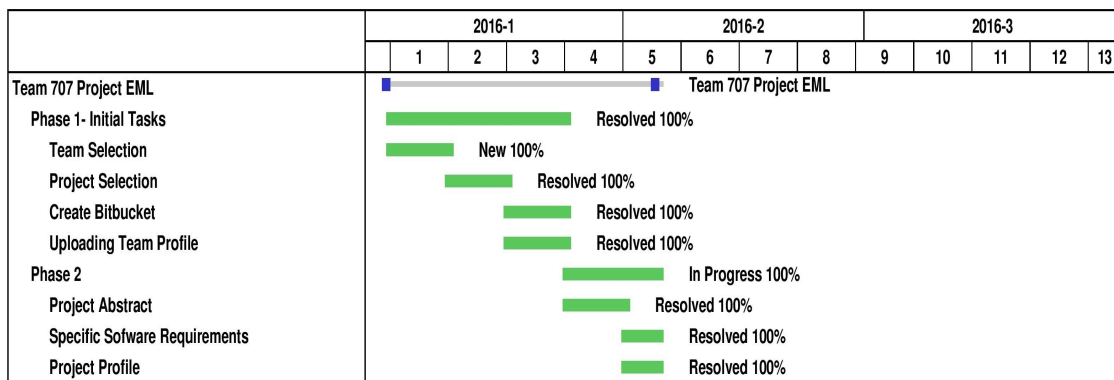 2016-1 2016-2 2016-3
1 2 3 4 5 6 7 8 9 10 11 12 13
Team 707 Project EML Team 707 Project EML
Phase 1- Initial Tasks Resolved 100%
Team Selection New 100%
Project Selection Resolved 100%
Create Bitbucket Resolved 100%
Uploading Team Profile Resolved 100%
Phase 2 In Progress 100%
Project Abstract Resolved 100%
Specific Sofware Requirements Resolved 100%
Project Profile Resolved 100%